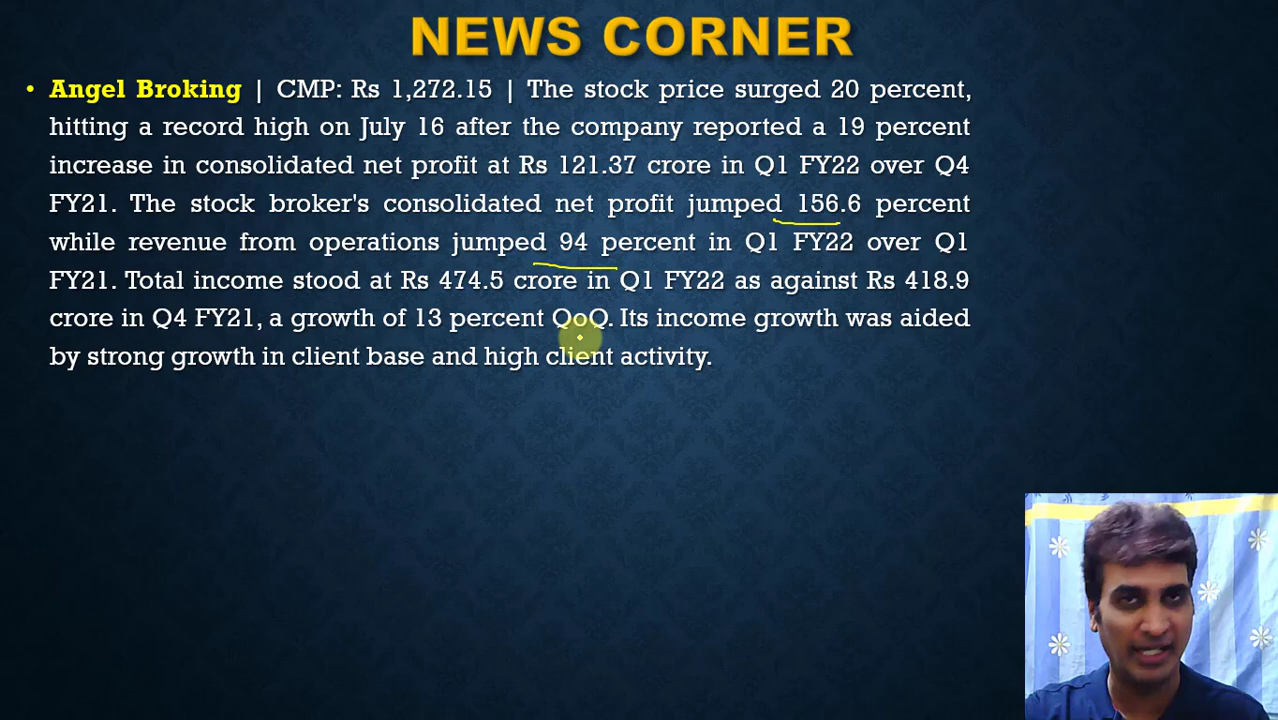 NEWS CORNER
• Angel Broking | CMP: Rs 1,272.15 | The stock price surged 20 percent,
hitting a record high on July 16 after the company reported a 19 percent
increase in consolidated net profit at Rs 121.37 crore in Q1 FY22 over Q4
FY21. The stock broker's consolidated net profit jumped 156.6 percent
while revenue from operations jumped 94 percent in Q1 FY22 over Q1
FY21. Total income stood at Rs 474.5 crore in Q1 FY22 as against Rs 418.9
crore in Q4 FY21, a growth of 13 percent QoQ. Its income growth was aided
by strong growth in client base and high client activity.